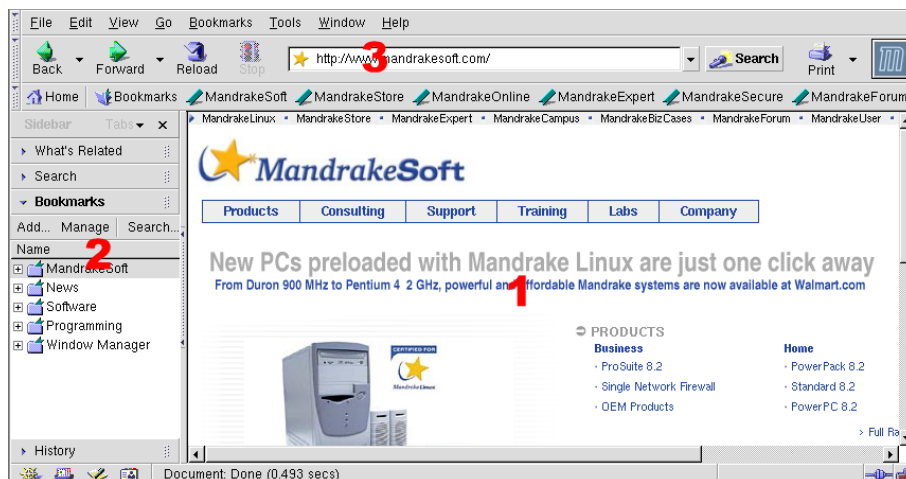 File Edit View Go Bookmarks Tools Window Help
Back Forward Reload Stop http://www.mandrakesoft.com/ Search Print
3
Home Bookmarks MandrakeSoft MandrakeStore MandrakeOnline MandrakeExpert MandrakeSecure MandrakeForum
Sidebar Tabs
MandrakeLinux MandrakeStore MandrakeExpert MandrakeCampus MandrakeBizCases MandrakeForum MandrakeUser
What's Related
Search
Bookmarks
Add... Manage Search...
Name
2
MandrakeSoft
News
Software
Programming
Window Manager
History
MandrakeSoft
Products Consulting Support Training Labs Company
New PCs preloaded with Mandrake Linux are just one click away
From Duron 900 MHz to Pentium 4 2 GHz, powerful and affordable Mandrake systems are now available at Walmart.com
1
CERTIFIED FOR
MandrakeLinux
PRODUCTS
Business Home
- ProSuite 8.2 - PowerPack 8.2
- Single Network Firewall - Standard 8.2
- OEM Products - PowerPC 8.2
> Full Ra
Document: Done (0.493 secs)